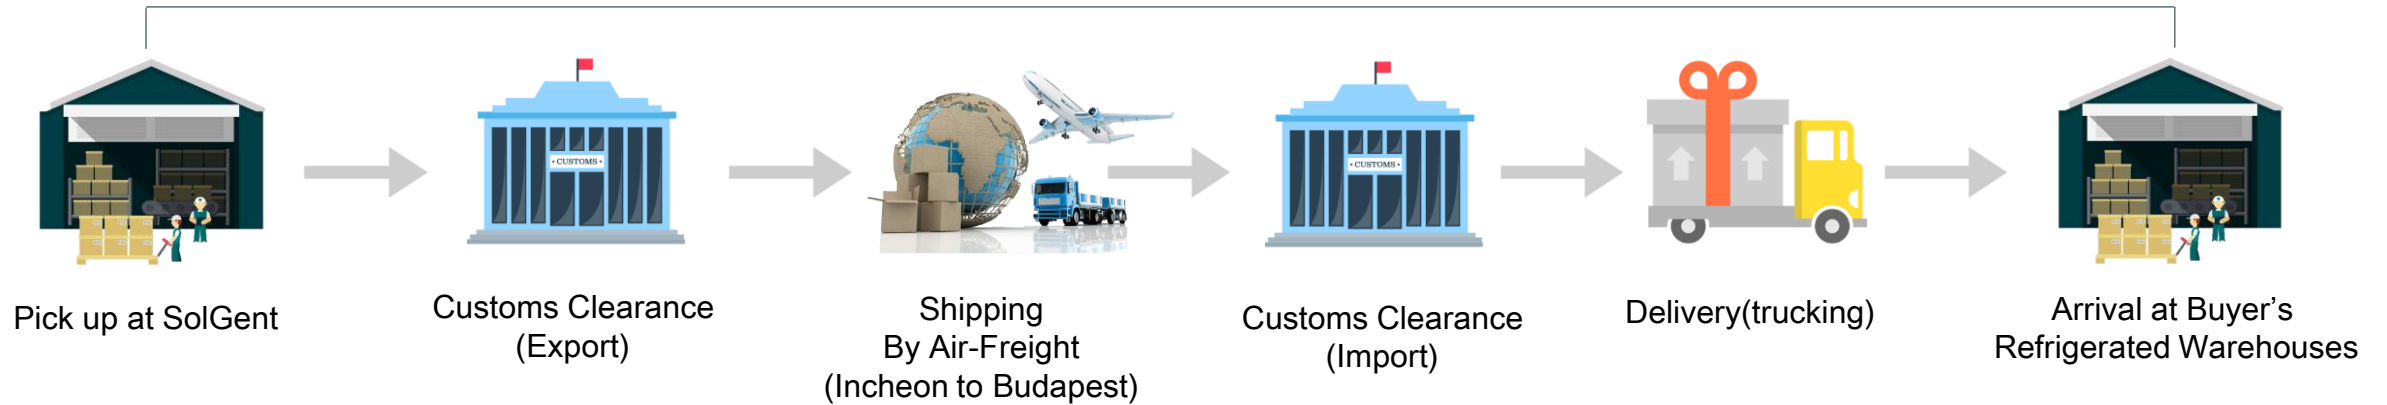 • CUSTOMS •
• CUSTOMS •
Pick up at SolGent
Customs Clearance
(Export)
Shipping
By Air-Freight
(Incheon to Budapest)
Customs Clearance
(Import)
Delivery(trucking)
Arrival at Buyer’s
Refrigerated Warehouses